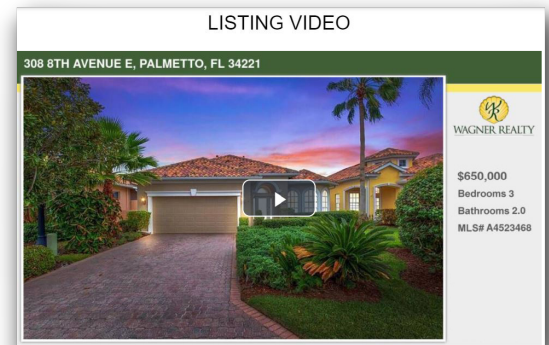 LISTING VIDEO
308 8TH AVENUE E, PALMETTO, FL 34221
WR
WAGNER REALTY
$650,000
Bedrooms 3
Bathrooms 2.0
MLS# A4523468